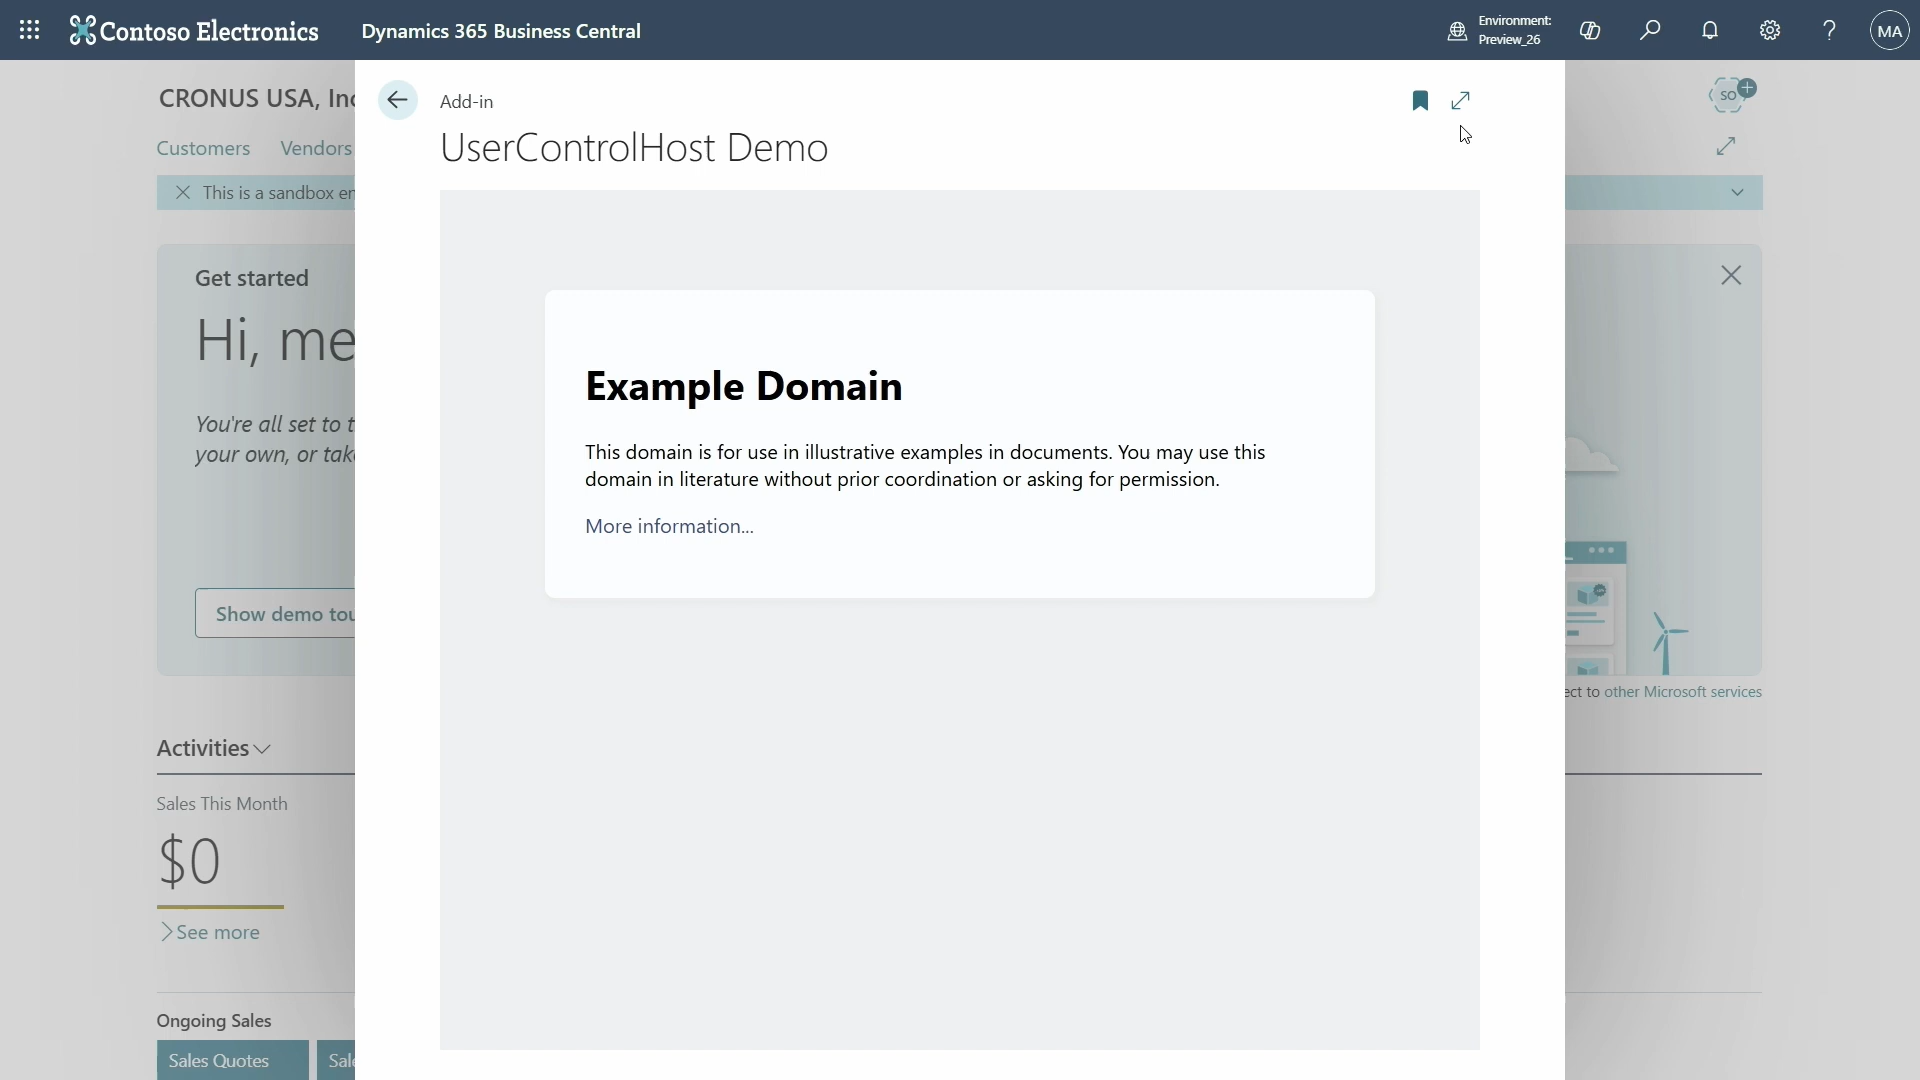 Contoso Electronics
Dynamics 365 Business Central
Environment:
Preview_26
MA
CRONUS USA, Inc
Add-in
SO
UserControlHost Demo
Customers
Vendors
This is a sandbox en
Get started
Hi, me
Example Domain
You're all set to t
your own, or take
This domain is for use in illustrative examples in documents. You may use this
domain in literature without prior coordination or asking for permission.
More information...
Show demo tou
ect to other Microsoft services
Activities
Sales This Month
$0
See more
Ongoing Sales
Sales Quotes
Sale